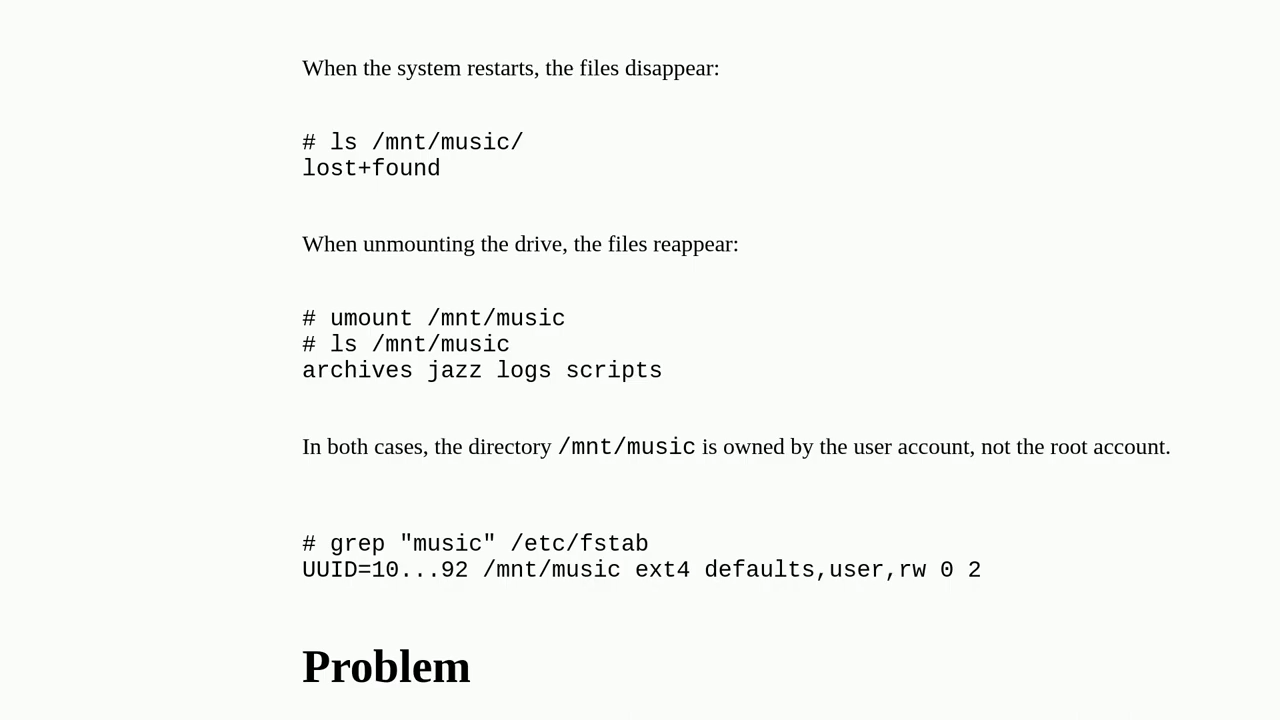 When the system restarts, the files disappear:
# ls /mnt/music/
lost+found
When unmounting the drive, the files reappear:
# umount /mnt/music
# ls /mnt/music
archives jazz logs scripts
In both cases, the directory /mnt/music is owned by the user account, not the root account.
# grep "music" /etc/fstab
UUID=10...92 /mnt/music ext4 defaults,user,rw 0 2
Problem